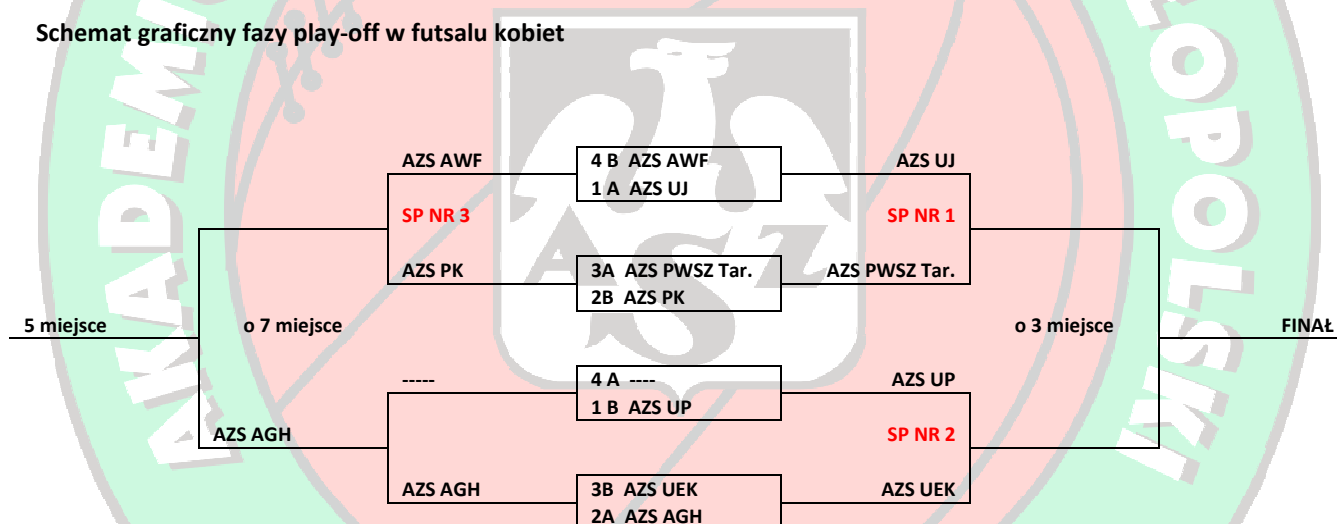 Schemat graficzny fazy play-off w futsalu kobiet
AZS AWF 4 B AZS AWF AZS UJ
1 A AZS UJ
SP NR 3 SP NR 1
AZS PK 3A AZS PWSZ Tar. AZS PWSZ Tar.
2B AZS PK
5 miejsce o 7 miejsce o 3 miejsce FINAŁ
----- 4 A ---- AZS UP
1 B AZS UP
AZS AGH SP NR 2
AZS AGH 3B AZS UEK AZS UEK
2A AZS AGH
AKADEMI
ŁOPOLSKI
AZS